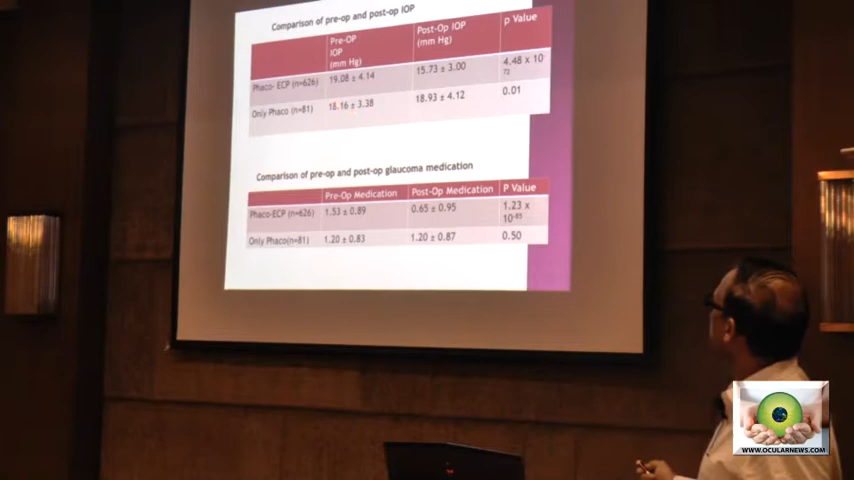 Comparison of pre-op and post-op IOP
Pre-OP IOP (mm Hg) Post-Op IOP (mm Hg) p Value
Phaco- ECP (n=626) 19.08 ± 4.14 15.73 ± 3.00 4.48 x 10 72
Only Phaco (n=81) 18.16 ± 3.38 18.93 ± 4.12 0.01
Comparison of pre-op and post-op glaucoma medication
Pre-Op Medication Post-Op Medication P Value
Phaco-ECP (n=626) 1.53 ± 0.89 0.65 ± 0.95 1.23 x
Only Phaco(n=81) 1.20 ± 0.83 1.20 ± 0.87 0.50
WWW.OCULARNEWS.COM